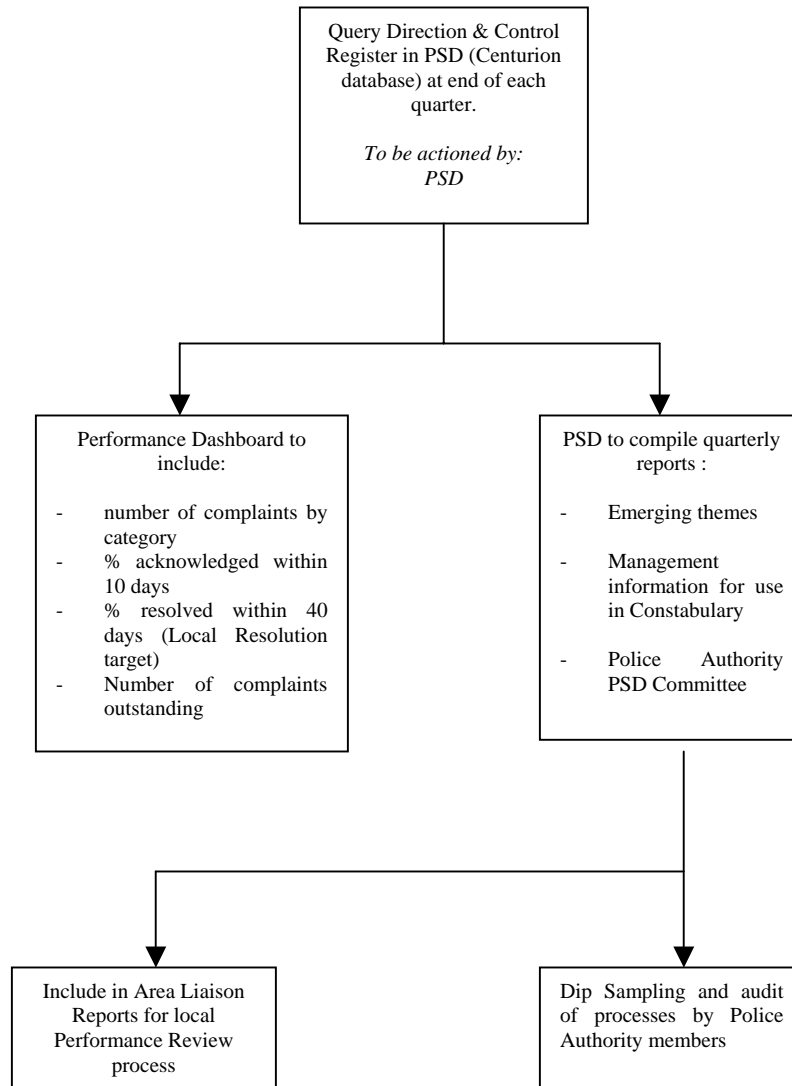 Query Direction & Control
Register in PSD (Centurion
database) at end of each
quarter.
To be actioned by:
PSD
Performance Dashboard to
include:
- number of complaints by
category
- % acknowledged within
10 days
- % resolved within 40
days (Local Resolution
target)
- Number of complaints
outstanding
PSD to compile quarterly
reports :
- Emerging themes
- Management
information for use
in Constabulary
- Police Authority
PSD Committee
Include in Area Liaison
Reports for local
Performance Review
process
Dip Sampling and audit
of processes by Police
Authority members